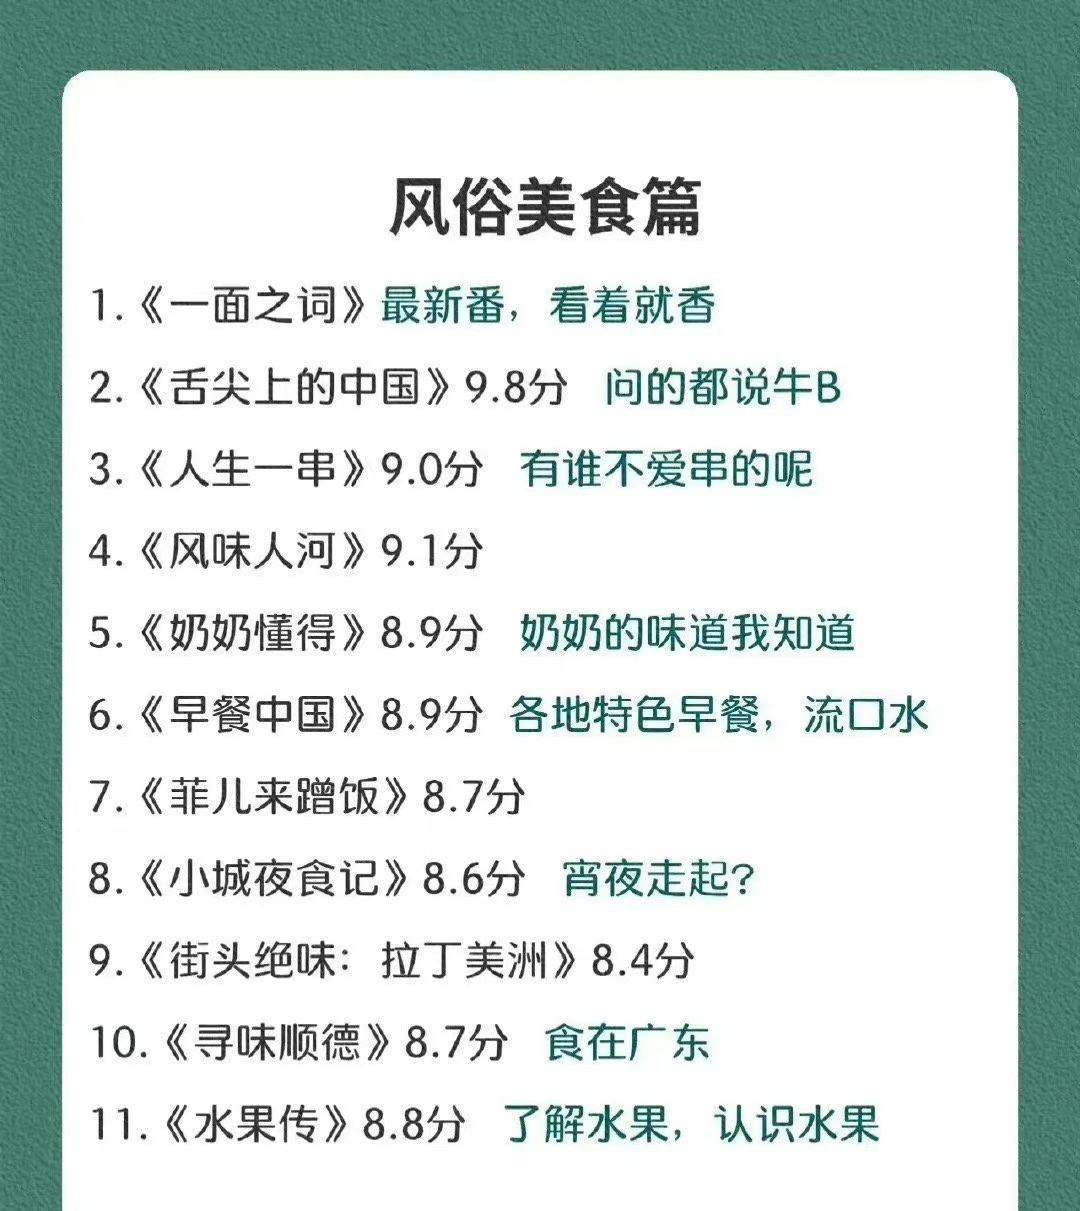 风俗美食篇
1.《一面之词》最新番，看着就香
2.《舌尖上的中国》9.8分 问的都说牛B
3.《人生一串》9.0分 有谁不爱串的呢
4.《风味人河》9.1分
5.《奶奶懂得》8.9分 奶奶的味道我知道
6.《早餐中国》8.9分 各地特色早餐，流口水
7.《菲儿来蹭饭》8.7分
8.《小城夜食记》8.6分 宵夜走起？
9.《街头绝味：拉丁美洲》8.4分
10.《寻味顺德》8.7分 食在广东
11.《水果传》8.8分 了解水果，认识水果